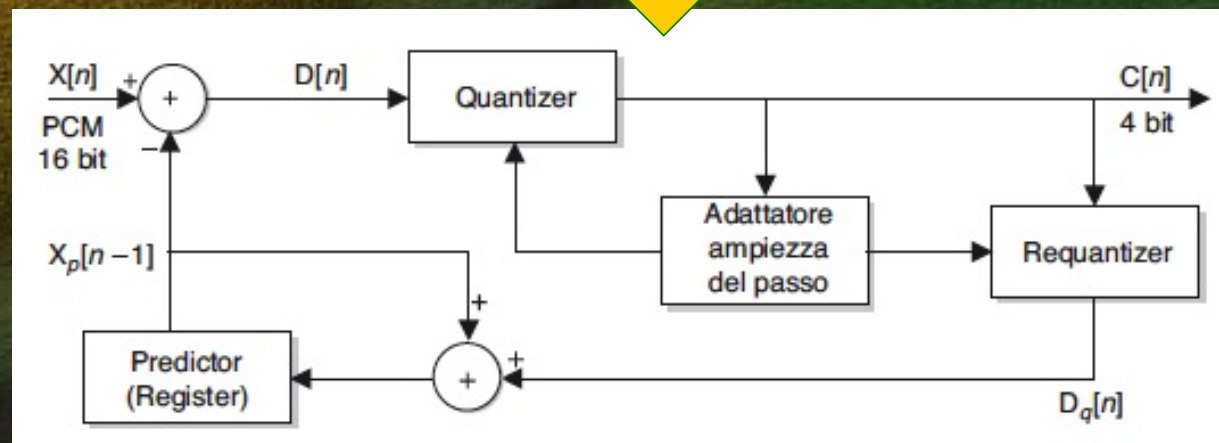 X[n]
+
+
D[n]
Quantizer
C[n]
PCM
16 bit
−
4 bit
Adattatore
ampiezza
del passo
Requantizer
Xp[n −1]
+
Predictor
(Register)
+
+
Dq[n]